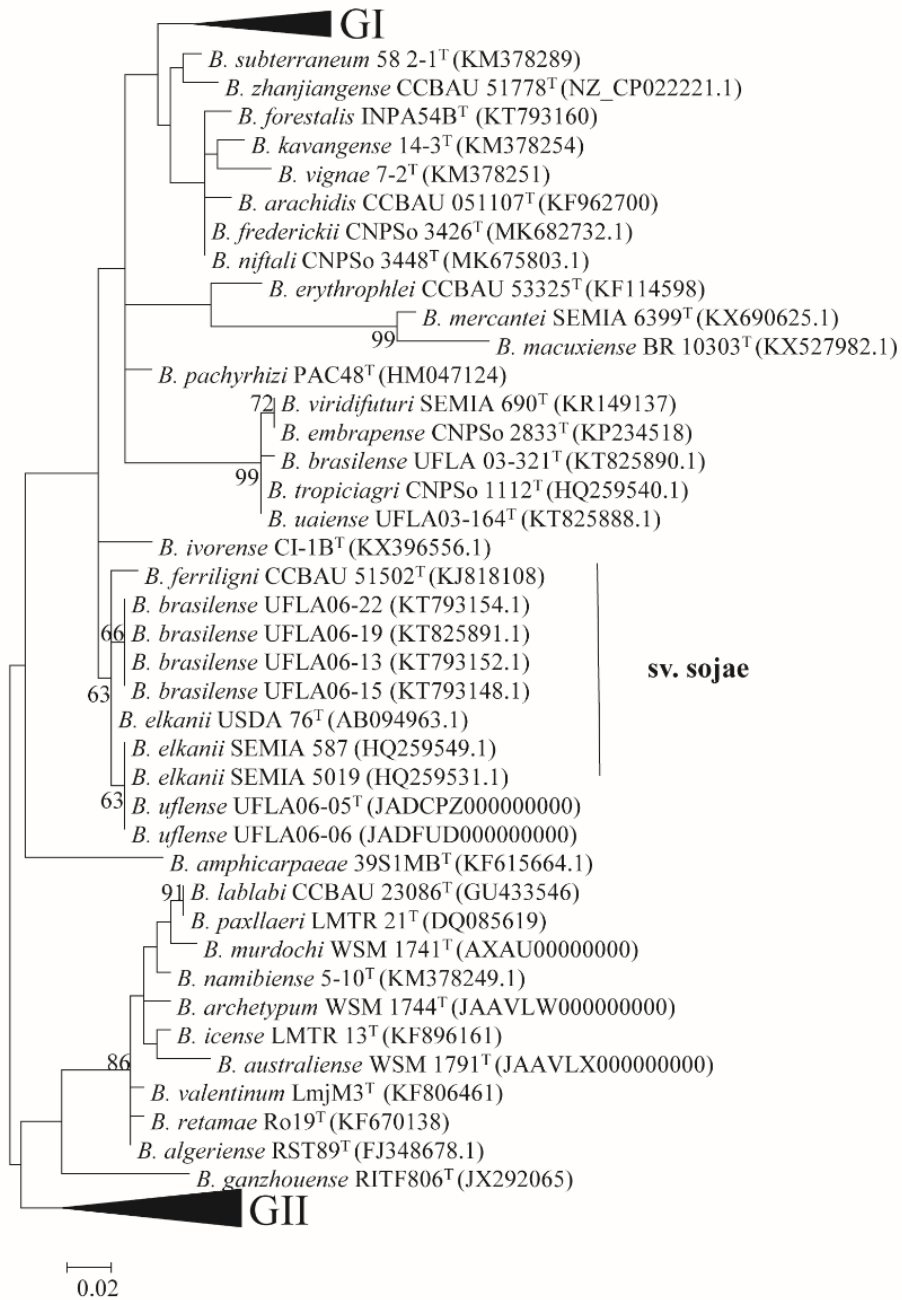 GI
B. subterraneum 58 2-1ᵀ (KM378289)
B. zhanjiangense CCBAU 51778ᵀ (NZ_CP022221.1)
B. forestalis INPA54Bᵀ (KT793160)
B. kavangense 14-3ᵀ (KM378254)
B. vignae 7-2ᵀ (KM378251)
B. arachidis CCBAU 051107ᵀ (KF962700)
B. frederickii CNPSo 3426ᵀ (MK682732.1)
B. niftali CNPSo 3448ᵀ (MK675803.1)
B. erythrophlei CCBAU 53325ᵀ (KF114598)
B. mercantei SEMIA 6399ᵀ (KX690625.1)
99
B. macuxiense BR 10303ᵀ (KX527982.1)
B. pachyrhizi PAC48ᵀ (HM047124)
72
B. viridifuturi SEMIA 690ᵀ (KR149137)
B. embrapense CNPSo 2833ᵀ (KP234518)
B. brasilense UFLA 03-321ᵀ (KT825890.1)
99
B. tropiciagri CNPSo 1112ᵀ (HQ259540.1)
B. uaiense UFLA03-164ᵀ (KT825888.1)
B. ivorense CI-1Bᵀ (KX396556.1)
B. ferriligni CCBAU 51502ᵀ (KJ818108)
B. brasilense UFLA06-22 (KT793154.1)
66
B. brasilense UFLA06-19 (KT825891.1)
B. brasilense UFLA06-13 (KT793152.1)
sv. sojae
B. brasilense UFLA06-15 (KT793148.1)
63
B. elkanii USDA 76ᵀ (AB094963.1)
B. elkanii SEMIA 587 (HQ259549.1)
B. elkanii SEMIA 5019 (HQ259531.1)
63
B. uflense UFLA06-05ᵀ (JADCPZ000000000)
B. uflense UFLA06-06 (JADFUD000000000)
B. amphicarpaeae 39S1MBᵀ (KF615664.1)
91
B. lablabi CCBAU 23086ᵀ (GU433546)
B. paxllaeri LMTR 21ᵀ (DQ085619)
B. murdochi WSM 1741ᵀ (AXAU00000000)
B. namibiense 5-10ᵀ (KM378249.1)
B. archetypum WSM 1744ᵀ (JAAVLW000000000)
B. icense LMTR 13ᵀ (KF896161)
86
B. australiense WSM 1791ᵀ (JAAVLX000000000)
B. valentinum LmjM3ᵀ (KF806461)
B. retamae Ro19ᵀ (KF670138)
B. algeriense RST89ᵀ (FJ348678.1)
B. ganzhouense RITF806ᵀ (JX292065)
GII
0.02